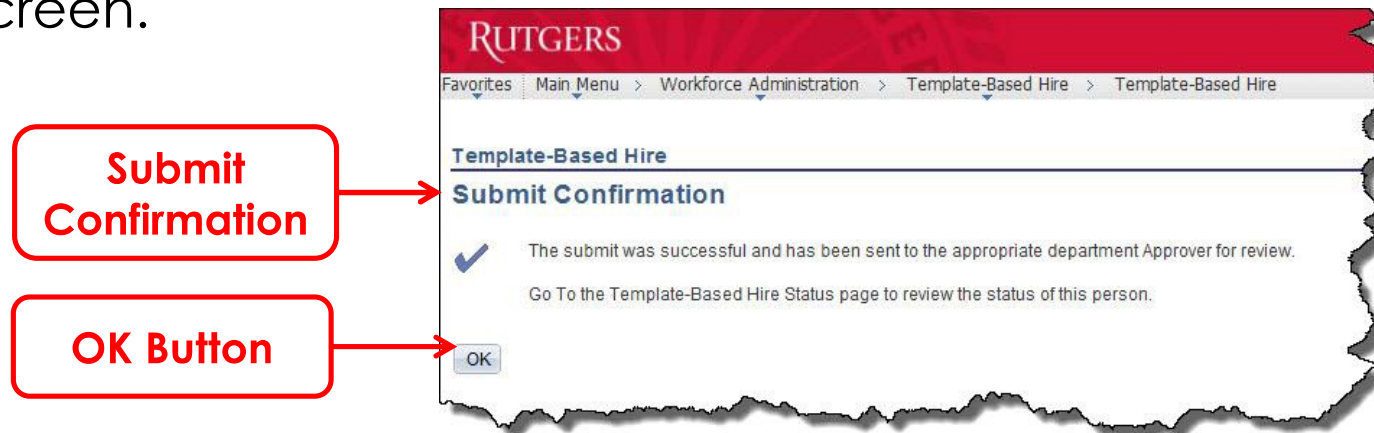 creen.
RUTGERS
Favorites Main Menu > Workforce Administration > Template-Based Hire > Template-Based Hire
Template-Based Hire
Submit Confirmation
Submit
Confirmation
The submit was successful and has been sent to the appropriate department Approver for review.
Go To the Template-Based Hire Status page to review the status of this person.
OK Button
OK